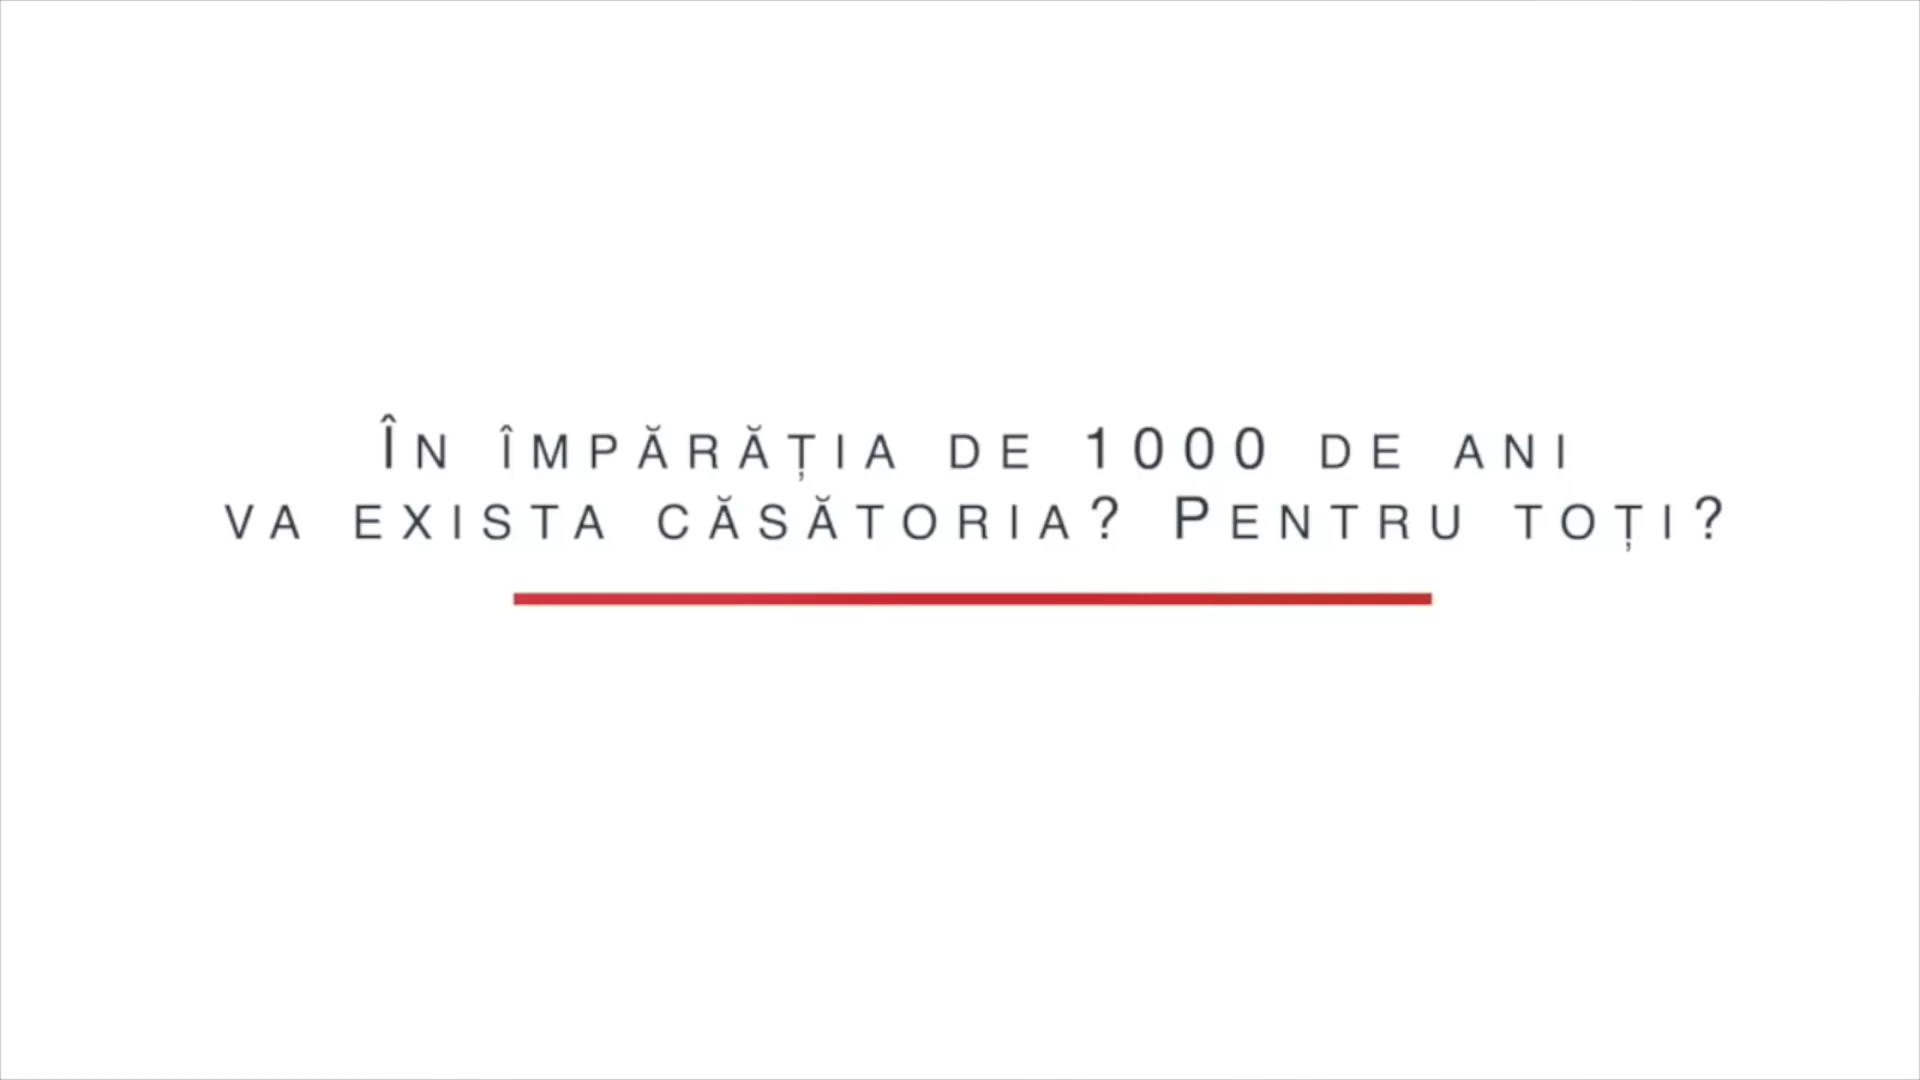 În împărăția de 1000 de ani
va exista căsătoria? Pentru toți?